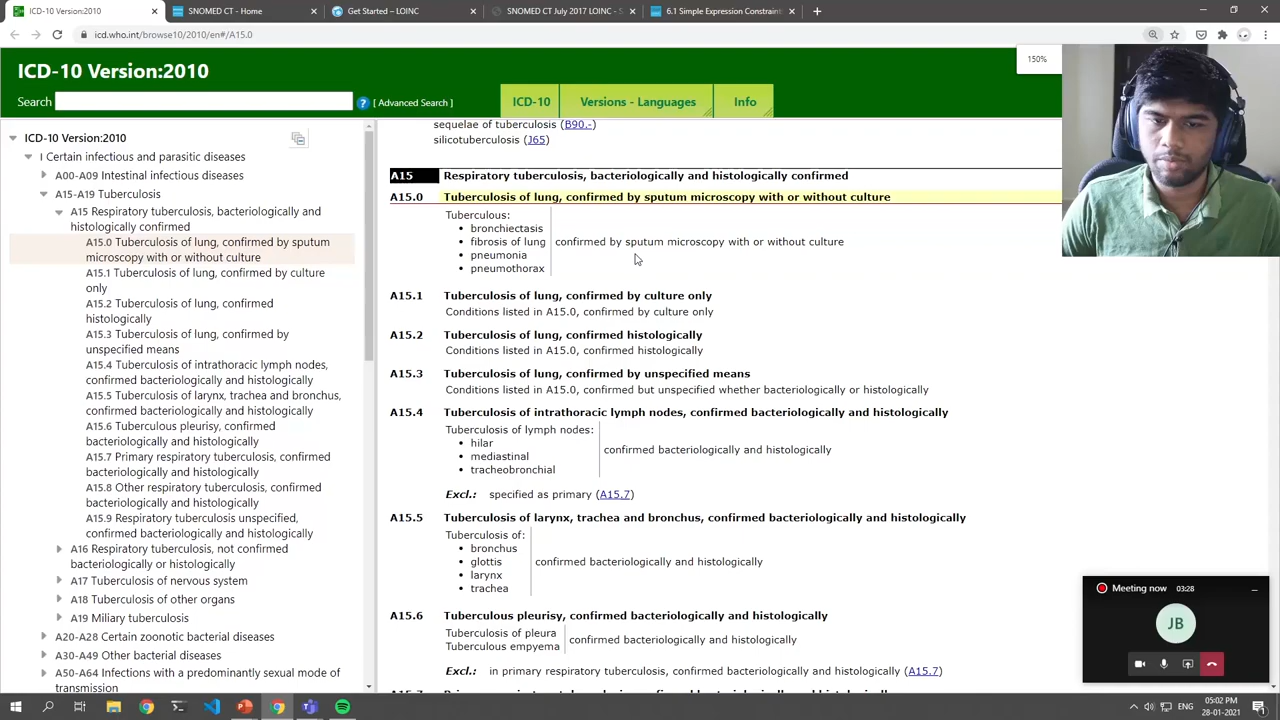 ICD-10 Version:2010
SNOMED CT - Home
Get Started – LOINC
SNOMED CT July 2017 LOINC - S
6.1 Simple Expression Constraint
icd.who.int/browse10/2010/en#/A15.0
150%
ICD-10 Version:2010
Search
[ Advanced Search ]
ICD-10
Versions - Languages
Info
ICD-10 Version:2010
I Certain infectious and parasitic diseases
A00-A09 Intestinal infectious diseases
A15-A19 Tuberculosis
A15 Respiratory tuberculosis, bacteriologically and
histologically confirmed
A15.0 Tuberculosis of lung, confirmed by sputum
microscopy with or without culture
A15.1 Tuberculosis of lung, confirmed by culture
only
A15.2 Tuberculosis of lung, confirmed
histologically
A15.3 Tuberculosis of lung, confirmed by
unspecified means
A15.4 Tuberculosis of intrathoracic lymph nodes,
confirmed bacteriologically and histologically
A15.5 Tuberculosis of larynx, trachea and bronchus,
confirmed bacteriologically and histologically
A15.6 Tuberculous pleurisy, confirmed
bacteriologically and histologically
A15.7 Primary respiratory tuberculosis, confirmed
bacteriologically and histologically
A15.8 Other respiratory tuberculosis, confirmed
bacteriologically and histologically
A15.9 Respiratory tuberculosis unspecified,
confirmed bacteriologically and histologically
A16 Respiratory tuberculosis, not confirmed
bacteriologically or histologically
A17 Tuberculosis of nervous system
A18 Tuberculosis of other organs
A19 Miliary tuberculosis
A20-A28 Certain zoonotic bacterial diseases
A30-A49 Other bacterial diseases
A50-A64 Infections with a predominantly sexual mode of
transmission
sequelae of tuberculosis (B90.-)
silicotuberculosis (J65)
A15 Respiratory tuberculosis, bacteriologically and histologically confirmed
A15.0 Tuberculosis of lung, confirmed by sputum microscopy with or without culture
Tuberculous:
• bronchiectasis
• fibrosis of lung confirmed by sputum microscopy with or without culture
• pneumonia
• pneumothorax
A15.1 Tuberculosis of lung, confirmed by culture only
Conditions listed in A15.0, confirmed by culture only
A15.2 Tuberculosis of lung, confirmed histologically
Conditions listed in A15.0, confirmed histologically
A15.3 Tuberculosis of lung, confirmed by unspecified means
Conditions listed in A15.0, confirmed but unspecified whether bacteriologically or histologically
A15.4 Tuberculosis of intrathoracic lymph nodes, confirmed bacteriologically and histologically
Tuberculosis of lymph nodes:
• hilar
• mediastinal confirmed bacteriologically and histologically
• tracheobronchial
Excl.: specified as primary (A15.7)
A15.5 Tuberculosis of larynx, trachea and bronchus, confirmed bacteriologically and histologically
Tuberculosis of:
• bronchus
• glottis confirmed bacteriologically and histologically
• larynx
• trachea
A15.6 Tuberculous pleurisy, confirmed bacteriologically and histologically
Tuberculosis of pleura
Tuberculous empyema confirmed bacteriologically and histologically
Excl.: in primary respiratory tuberculosis, confirmed bacteriologically and histologically (A15.7)
Meeting now 03:28
JB
ENG
05:02 PM
28-01-2021